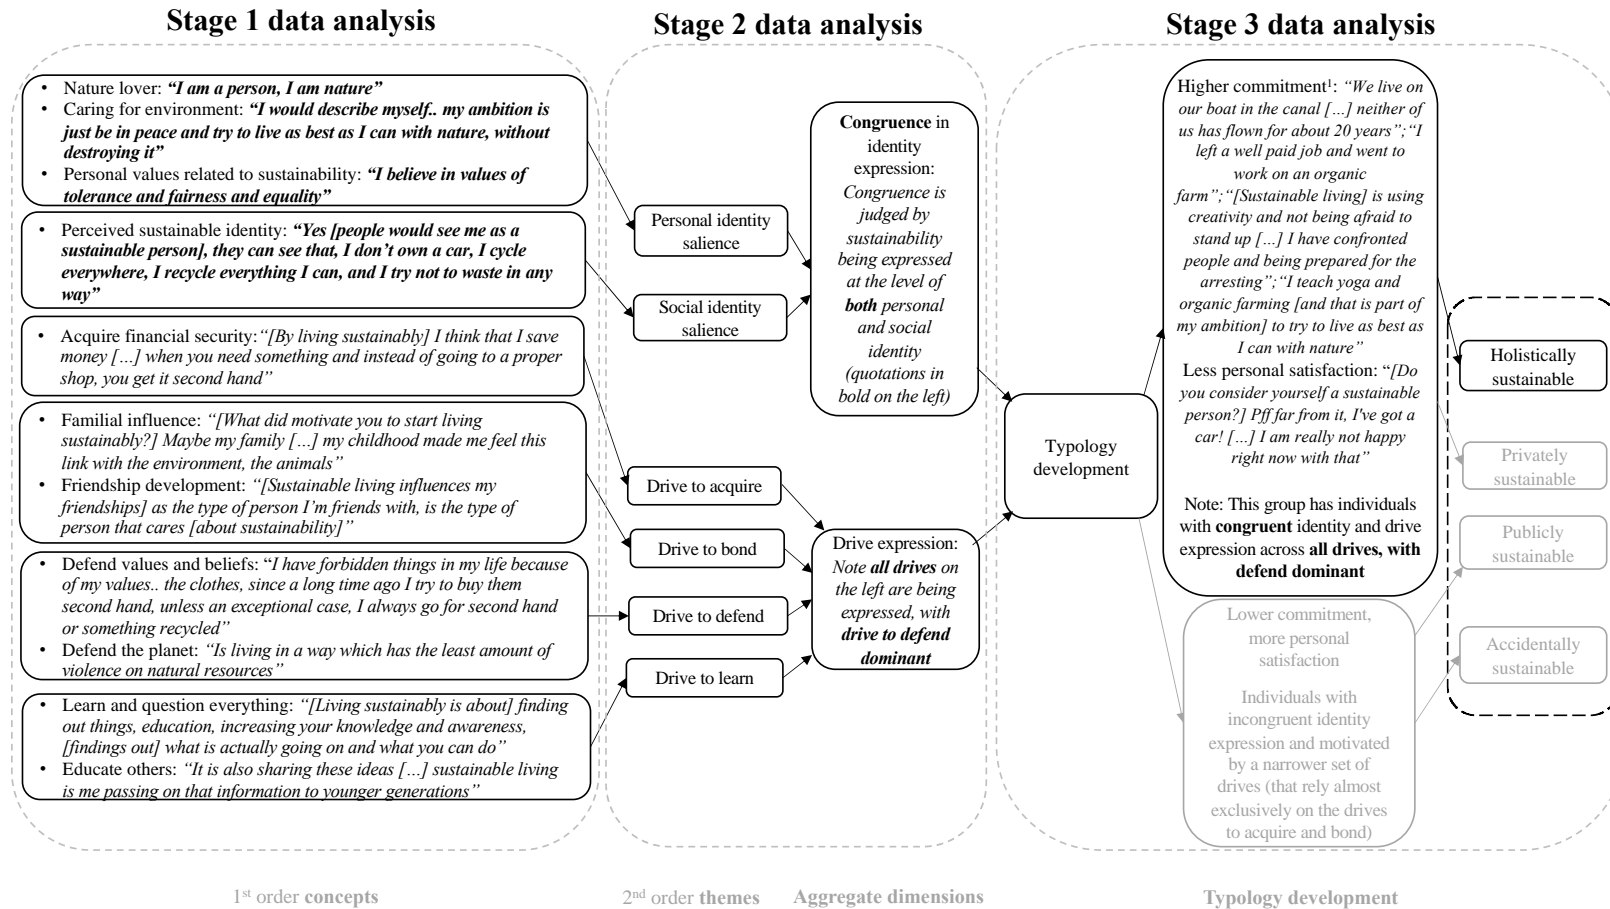 Stage 1 data analysis
Stage 2 data analysis
Stage 3 data analysis
• Nature lover: “I am a person, I am nature”
• Caring for environment: “I would describe myself.. my ambition is
just be in peace and try to live as best as I can with nature, without
destroying it”
• Personal values related to sustainability: “I believe in values of
tolerance and fairness and equality”
• Perceived sustainable identity: “Yes [people would see me as a
sustainable person], they can see that, I don’t own a car, I cycle
everywhere, I recycle everything I can, and I try not to waste in any
way”
• Acquire financial security:“[By living sustainably] I think that I save
money […] when you need something and instead of going to a proper
shop, you get it second hand”
• Familial influence: “[What did motivate you to start living
sustainably?] Maybe my family […] my childhood made me feel this
link with the environment, the animals”
• Friendship development: “[Sustainable living influences my
friendships] as the type of person I’m friends with, is the type of
person that cares [about sustainability]”
• Defend values and beliefs: “I have forbidden things in my life because
of my values.. the clothes, since a long time ago I try to buy them
second hand, unless an exceptional case, I always go for second hand
or something recycled”
• Defend the planet: “Is living in a way which has the least amount of
violence on natural resources”
• Learn and question everything: “[Living sustainably is about] finding
out things, education, increasing your knowledge and awareness,
[findings out] what is actually going on and what you can do”
• Educate others: “It is also sharing these ideas […] sustainable living
is me passing on that information to younger generations”
Personal identity
salience
Social identity
salience
Drive to acquire
Drive to bond
Drive to defend
Drive to learn
Congruence in
identity
expression:
Congruence is
judged by
sustainability
being expressed
at the level of
both personal
and social
identity
(quotations in
bold on the left)
Drive expression:
Note all drives on
the left are being
expressed, with
drive to defend
dominant
Typology
development
Higher commitment¹: “We live on
our boat in the canal […] neither of
us has flown for about 20 years”;“I
left a well paid job and went to
work on an organic
farm”;“[Sustainable living] is using
creativity and not being afraid to
stand up […] I have confronted
people and being prepared for the
arresting”;“I teach yoga and
organic farming [and that is part of
my ambition] to try to live as best as
I can with nature”
Less personal satisfaction: “[Do
you consider yourself a sustainable
person?] Pff far from it, I've got a
car! […] I am really not happy
right now with that”
Note: This group has individuals
with congruent identity and drive
expression across all drives, with
defend dominant
Lower commitment,
more personal
satisfaction
Individuals with
incongruent identity
expression and motivated
by a narrower set of
drives (that rely almost
exclusively on the drives
to acquire and bond)
Holistically
sustainable
Privately
sustainable
Publicly
sustainable
Accidentally
sustainable
1st order concepts
2nd order themes
Aggregate dimensions
Typology development